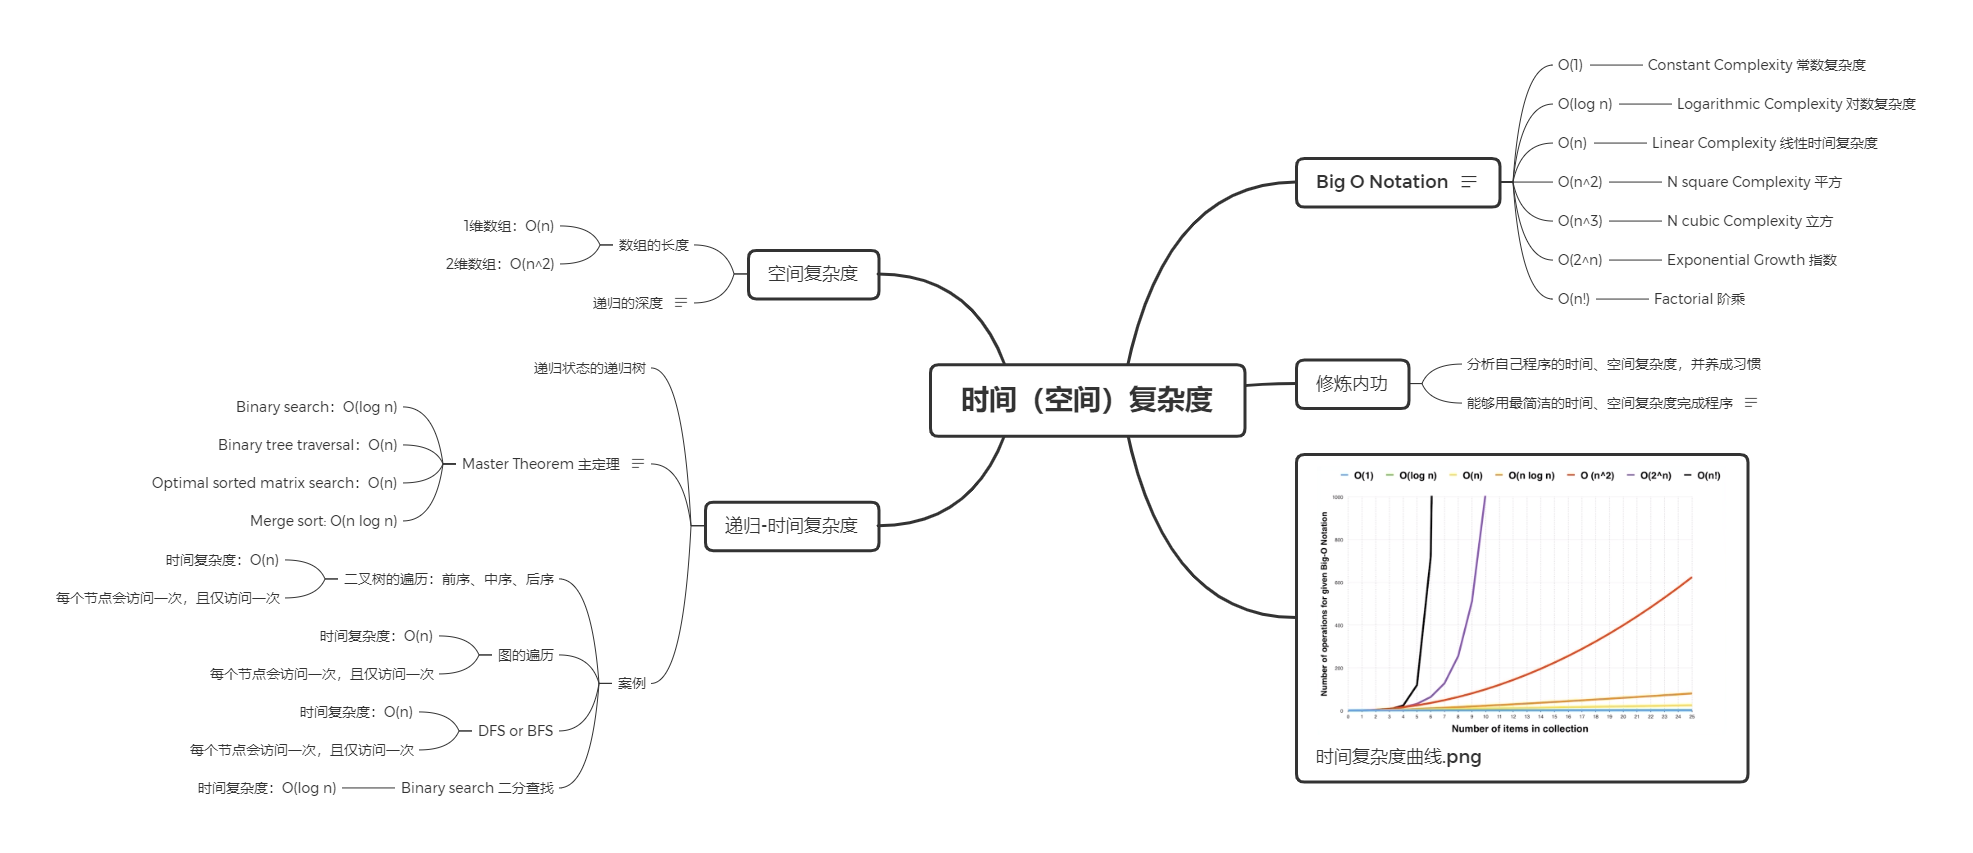 时间（空间）复杂度
Big O Notation
O(1)
Constant Complexity 常数复杂度
O(log n)
Logarithmic Complexity 对数复杂度
O(n)
Linear Complexity 线性时间复杂度
O(n^2)
N square Complexity 平方
O(n^3)
N cubic Complexity 立方
O(2^n)
Exponential Growth 指数
O(n!)
Factorial 阶乘
修炼内功
分析自己程序的时间、空间复杂度，并养成习惯
能够用最简洁的时间、空间复杂度完成程序
O(1) O(log n) O(n) O(n log n) O (n^2) O(2^n) O(n!)
Number of operations for given Big-O Notation
1000
800
600
400
200
0
0 1 2 3 4 5 6 7 8 9 10 11 12 13 14 15 16 17 18 19 20 21 22 23 24 25
Number of items in collection
时间复杂度曲线.png
空间复杂度
数组的长度
1维数组：O(n)
2维数组：O(n^2)
递归的深度
递归-时间复杂度
递归状态的递归树
Master Theorem 主定理
Binary search：O(log n)
Binary tree traversal：O(n)
Optimal sorted matrix search：O(n)
Merge sort: O(n log n)
案例
二叉树的遍历：前序、中序、后序
时间复杂度：O(n)
每个节点会访问一次，且仅访问一次
图的遍历
时间复杂度：O(n)
每个节点会访问一次，且仅访问一次
DFS or BFS
时间复杂度：O(n)
每个节点会访问一次，且仅访问一次
Binary search 二分查找
时间复杂度：O(log n)